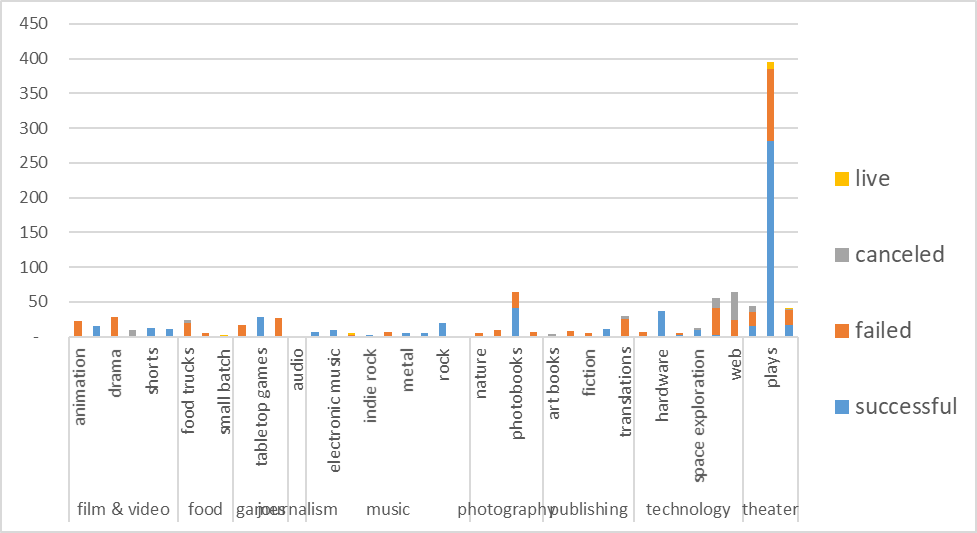 450
400
350
300
250
200
150
100
50
-
live
canceled
failed
successful
animation
drama
shorts
food trucks
small batch
tabletop games
audio
electronic music
indie rock
metal
rock
nature
photobooks
art books
fiction
translations
hardware
space exploration
web
plays
film & video
food
games
journalism
music
photography
publishing
technology
theater